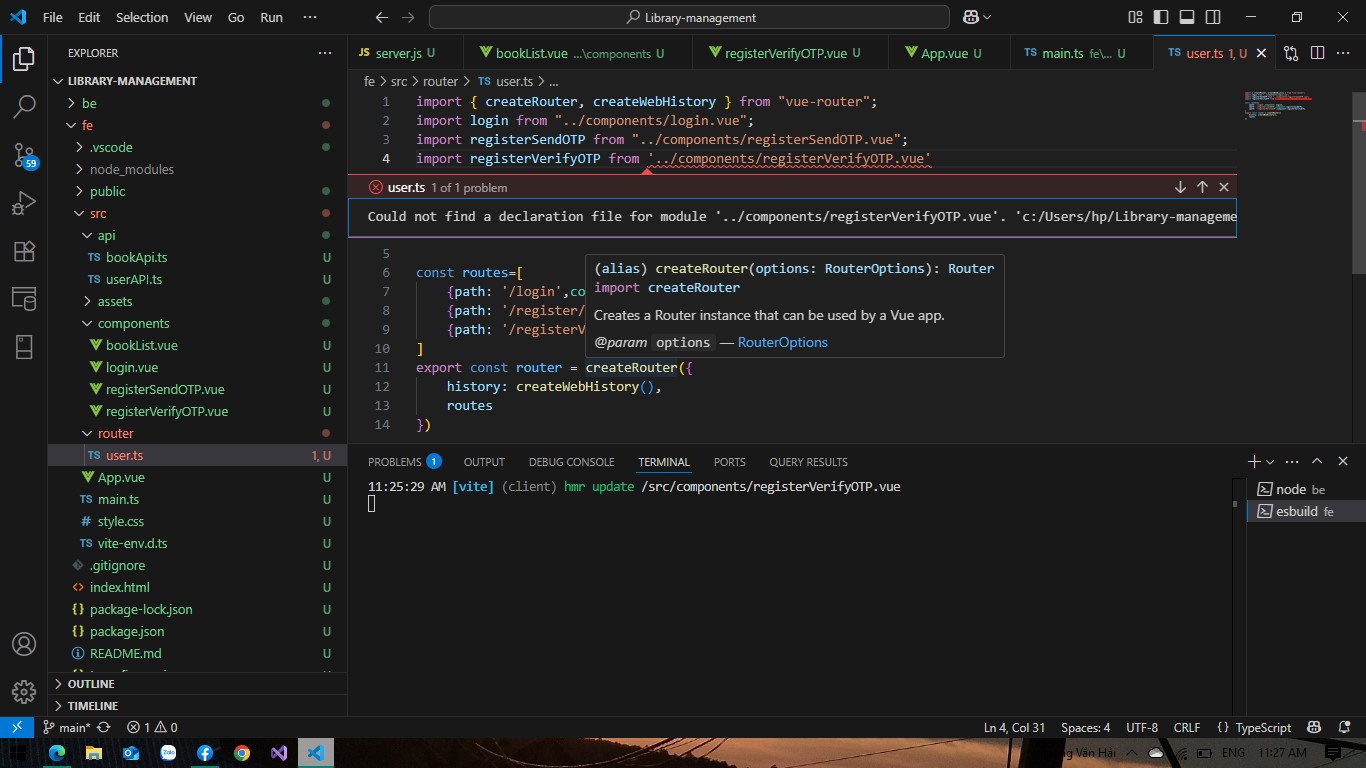 File Edit Selection View Go Run ··· Library-management
EXPLORER ···
LIBRARY-MANAGEMENT
be
fe
.vscode
node_modules
public
src
api
TS bookApi.ts U
TS userAPI.ts U
assets
components
bookList.vue U
login.vue U
registerSendOTP.vue U
registerVerifyOTP.vue U
router
TS user.ts 1, U
App.vue U
TS main.ts U
# style.css U
TS vite-env.d.ts U
.gitignore U
index.html U
{} package-lock.json U
{} package.json U
README.md U
OUTLINE
TIMELINE
59
JS server.js U bookList.vue ...\components U registerVerifyOTP.vue U App.vue U TS main.ts fe\... U TS user.ts 1, U
fe > src > router > TS user.ts > ...
1 import { createRouter, createWebHistory } from "vue-router";
2 import login from "../components/login.vue";
3 import registerSendOTP from "../components/registerSendOTP.vue";
4 import registerVerifyOTP from '../components/registerVerifyOTP.vue'
user.ts 1 of 1 problem
Could not find a declaration file for module '../components/registerVerifyOTP.vue'. 'c:/Users/hp/Library-manageme
5
6 const routes=[
7 {path: '/login',co
8 {path: '/register/
9 {path: '/registerV
10 ]
11 export const router = createRouter({
12 history: createWebHistory(),
13 routes
14 })
(alias) createRouter(options: RouterOptions): Router
import createRouter
Creates a Router instance that can be used by a Vue app.
@param options — RouterOptions
PROBLEMS 1 OUTPUT DEBUG CONSOLE TERMINAL PORTS QUERY RESULTS
11:25:29 AM [vite] (client) hmr update /src/components/registerVerifyOTP.vue
node be
esbuild fe
main* 1 0 Ln 4, Col 31 Spaces: 4 UTF-8 CRLF {} TypeScript
Zalo Văn Hải ENG 11:27 AM